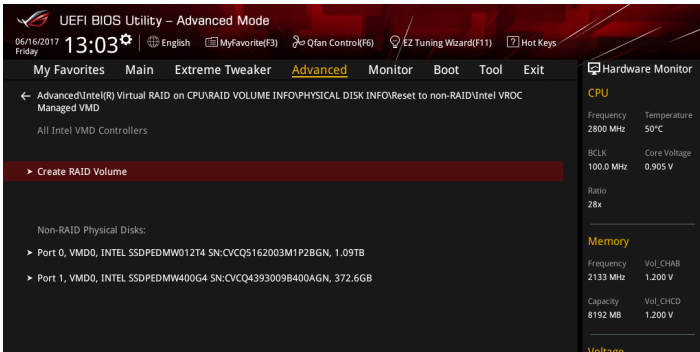 UEFI BIOS Utility – Advanced Mode
06/16/2017 Friday 13:03 English MyFavorite(F3) Qfan Control(F6) EZ Tuning Wizard(F11) ? Hot Keys
My Favorites Main Extreme Tweaker Advanced Monitor Boot Tool Exit
Advanced\Intel(R) Virtual RAID on CPU\RAID VOLUME INFO\PHYSICAL DISK INFO\Reset to non-RAID\Intel VROC
Managed VMD
All Intel VMD Controllers
Create RAID Volume
Non-RAID Physical Disks:
Port 0, VMD0, INTEL SSDPEDMW012T4 SN:CVCQ5162003M1P2BGN, 1.09TB
Port 1, VMD0, INTEL SSDPEDMW400G4 SN:CVCQ4393009B400AGN, 372.6GB
Hardware Monitor
CPU
Frequency Temperature
2800 MHz 50°C
BCLK Core Voltage
100.0 MHz 0.905 V
Ratio
28x
Memory
Frequency Vol_CHAB
2133 MHz 1.200 V
Capacity Vol_CHCD
8192 MB 1.200 V
Voltage